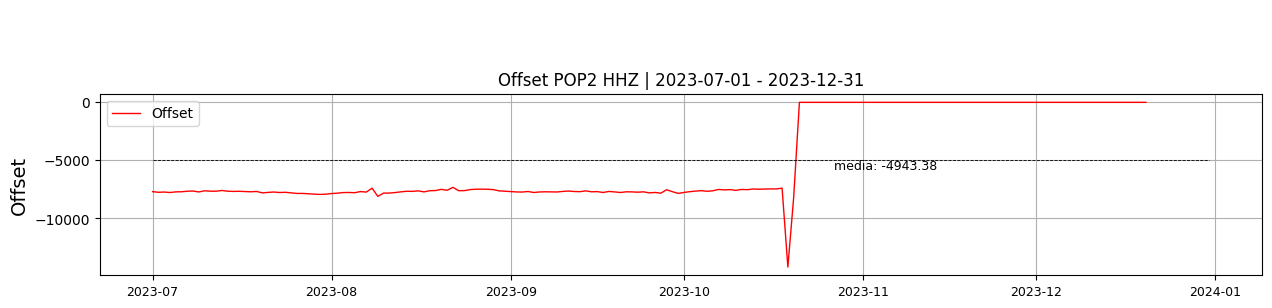 Offset POP2 HHZ | 2023-07-01 - 2023-12-31
Offset
Offset
0
−5000
−10000
media: -4943.38
2023-07
2023-08
2023-09
2023-10
2023-11
2023-12
2024-01